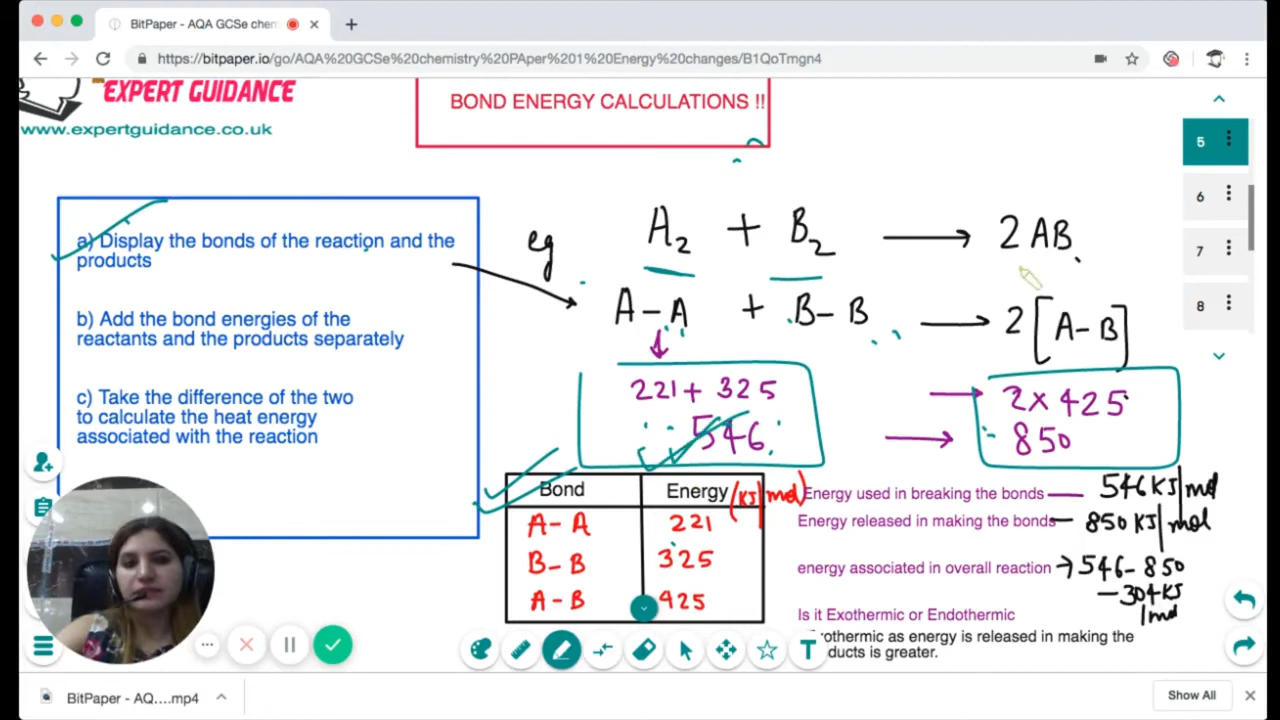 BitPaper - AQA GCSe chem
https://bitpaper.io/go/AQA%20GCSe%20chemistry%20PAper%201%20Energy%20changes/B1QoTmgn4
EXPERT GUIDANCE
www.expertguidance.co.uk
BOND ENERGY CALCULATIONS !!
5
6
7
8
a) Display the bonds of the reaction and the
products
b) Add the bond energies of the
reactants and the products separately
c) Take the difference of the two
to calculate the heat energy
associated with the reaction
eg A₂ + B₂ → 2AB
A-A + B-B → 2[A-B]
221 + 325 → 2 x 425
546 → 850
Bond Energy (KJ/mol)
A-A 221
B-B 325
A-B 425
Energy used in breaking the bonds — 546 KJ/mol
Energy released in making the bonds — 850 KJ/mol
energy associated in overall reaction → 546-850
-304 KJ
/mol
Is it Exothermic or Endothermic
xothermic as energy is released in making the
ducts is greater.
T
BitPaper - AQ....mp4
Show All